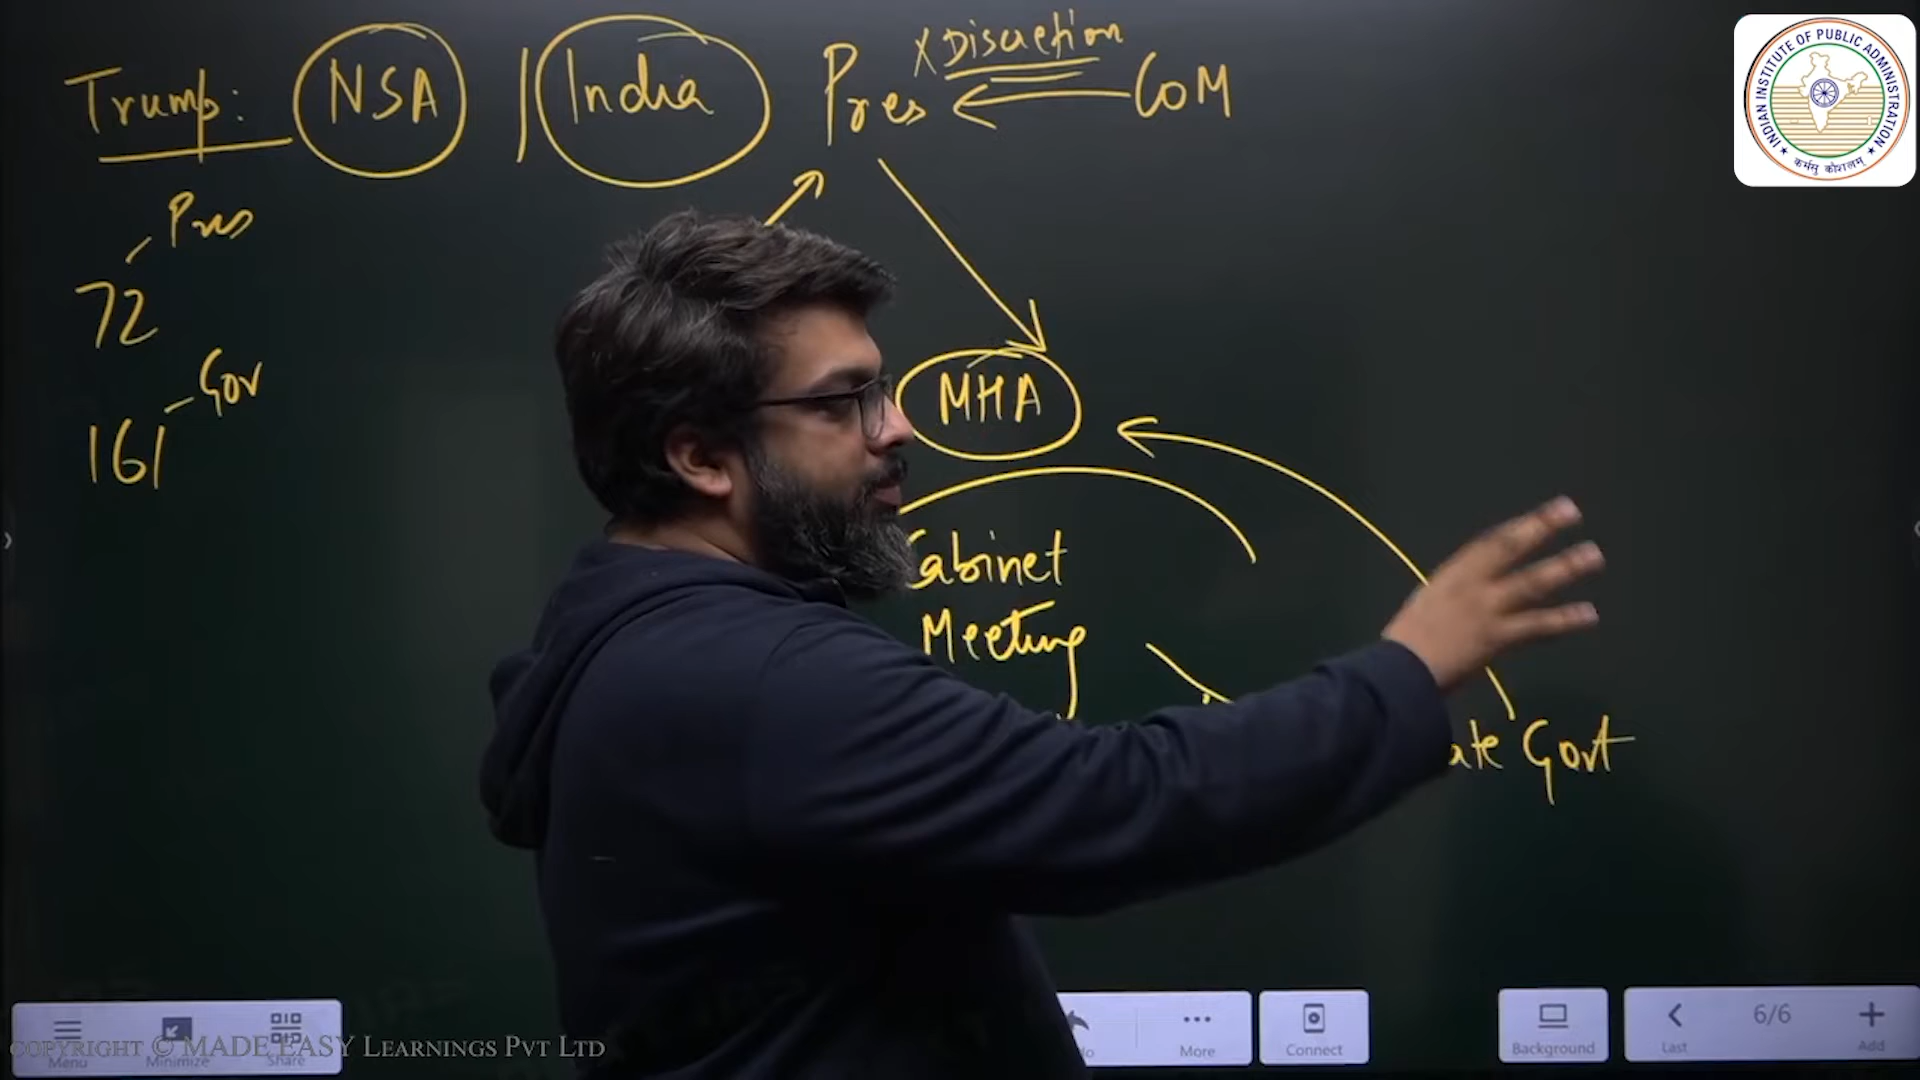 Trump: NSA | India Pres X Discretion COM
Pres
72
Gov
161
MHA
Cabinet
Meeting
ate Govt
INDIAN INSTITUTE OF PUBLIC ADMINISTRATION
कर्मसु कौशलम्
Menu Minimize Share More Connect Background Last 6/6 Add
COPYRIGHT © MADE EASY LEARNINGS PVT LTD